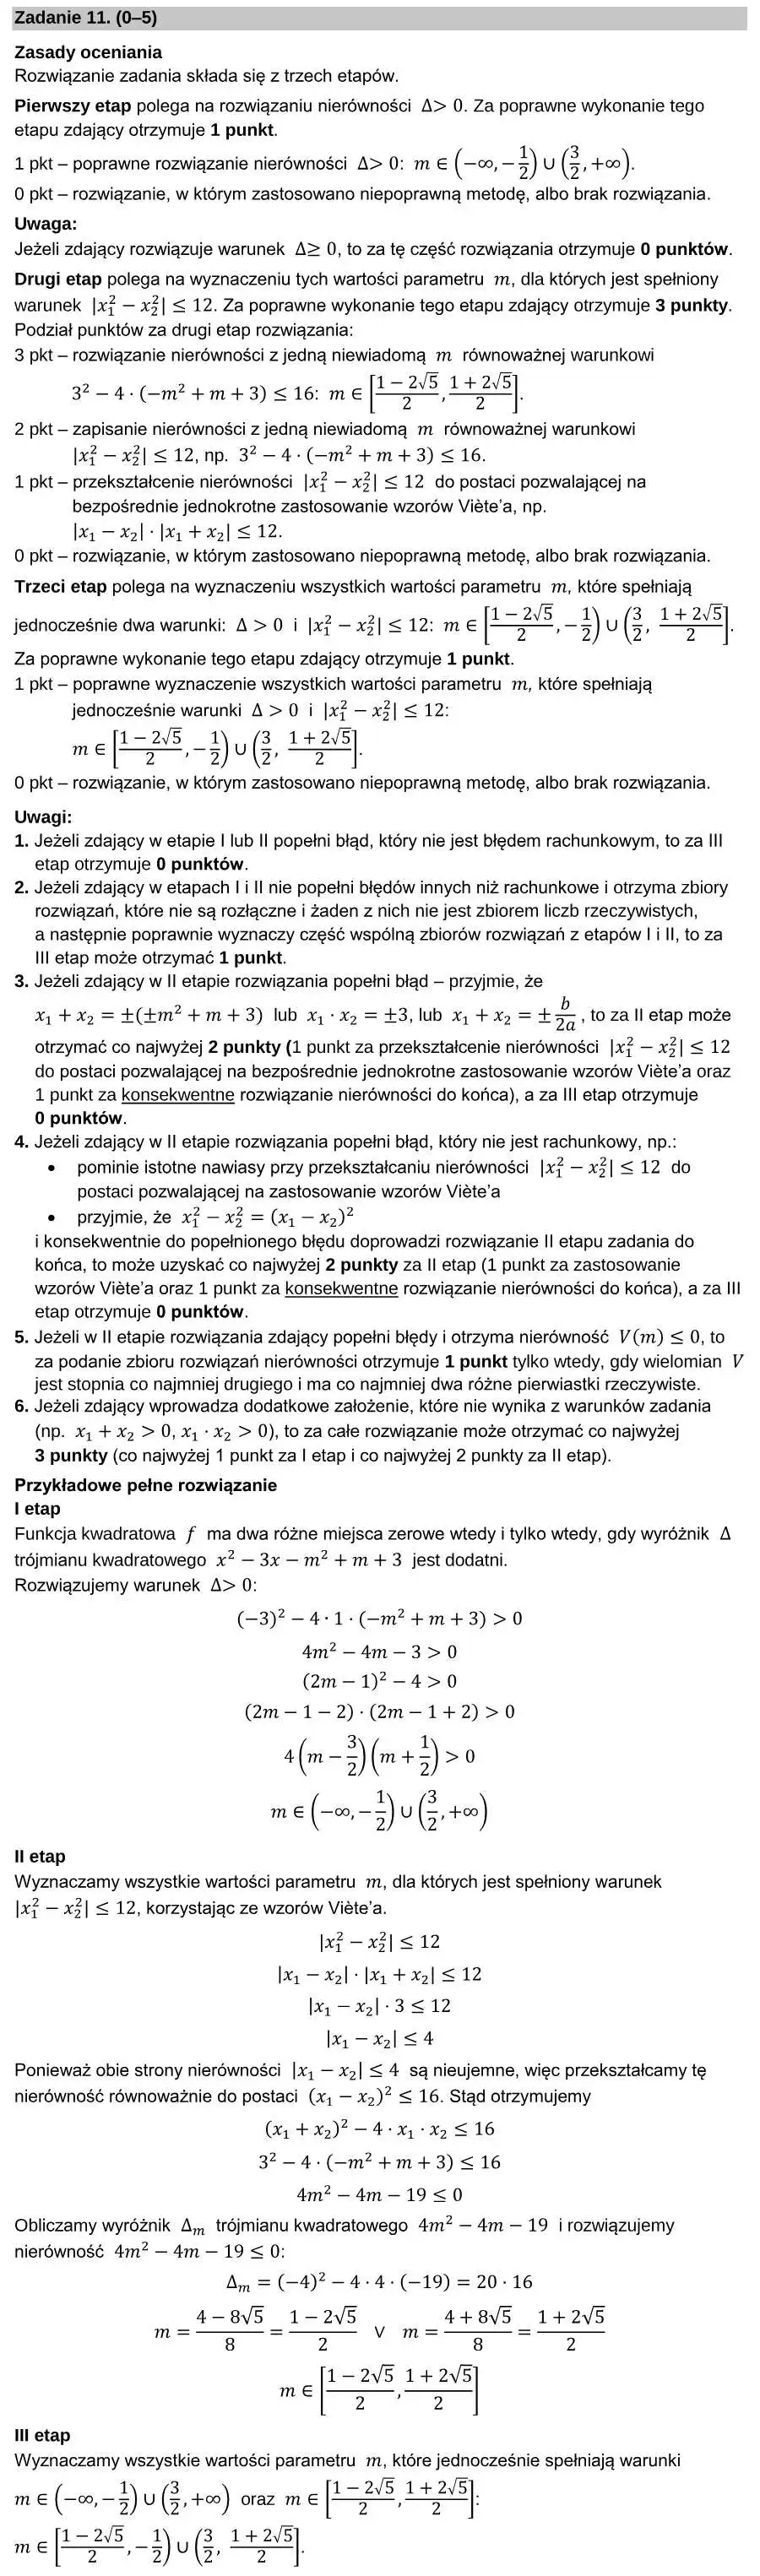 Zadanie 11. (0–5)
Zasady oceniania
Rozwiązanie zadania składa się z trzech etapów.
Pierwszy etap polega na rozwiązaniu nierówności Δ> 0. Za poprawne wykonanie tego
etapu zdający otrzymuje 1 punkt.
1 pkt – poprawne rozwiązanie nierówności Δ> 0: m ∈ (−∞, −1/2) ∪ (3/2, +∞).
0 pkt – rozwiązanie, w którym zastosowano niepoprawną metodę, albo brak rozwiązania.
Uwaga:
Jeżeli zdający rozwiązuje warunek Δ≥ 0, to za tę część rozwiązania otrzymuje 0 punktów.
Drugi etap polega na wyznaczeniu tych wartości parametru m, dla których jest spełniony
warunek |x₁² − x₂²| ≤ 12. Za poprawne wykonanie tego etapu zdający otrzymuje 3 punkty.
Podział punktów za drugi etap rozwiązania:
3 pkt – rozwiązanie nierówności z jedną niewiadomą m równoważnej warunkowi
3² − 4 · (−m² + m + 3) ≤ 16: m ∈ [(1 − 2√5)/2, (1 + 2√5)/2].
2 pkt – zapisanie nierówności z jedną niewiadomą m równoważnej warunkowi
|x₁² − x₂²| ≤ 12, np. 3² − 4 · (−m² + m + 3) ≤ 16.
1 pkt – przekształcenie nierówności |x₁² − x₂²| ≤ 12 do postaci pozwalającej na
bezpośrednie jednokrotne zastosowanie wzorów Viète’a, np.
|x₁ − x₂| · |x₁ + x₂| ≤ 12.
0 pkt – rozwiązanie, w którym zastosowano niepoprawną metodę, albo brak rozwiązania.
Trzeci etap polega na wyznaczeniu wszystkich wartości parametru m, które spełniają
jednocześnie dwa warunki: Δ > 0 i |x₁² − x₂²| ≤ 12: m ∈ [(1 − 2√5)/2, −1/2) ∪ (3/2, (1 + 2√5)/2].
Za poprawne wykonanie tego etapu zdający otrzymuje 1 punkt.
1 pkt – poprawne wyznaczenie wszystkich wartości parametru m, które spełniają
jednocześnie warunki Δ > 0 i |x₁² − x₂²| ≤ 12:
m ∈ [(1 − 2√5)/2, −1/2) ∪ (3/2, (1 + 2√5)/2].
0 pkt – rozwiązanie, w którym zastosowano niepoprawną metodę, albo brak rozwiązania.
Uwagi:
1. Jeżeli zdający w etapie I lub II popełni błąd, który nie jest błędem rachunkowym, to za III
etap otrzymuje 0 punktów.
2. Jeżeli zdający w etapach I i II nie popełni błędów innych niż rachunkowe i otrzyma zbiory
rozwiązań, które nie są rozłączne i żaden z nich nie jest zbiorem liczb rzeczywistych,
a następnie poprawnie wyznaczy część wspólną zbiorów rozwiązań z etapów I i II, to za
III etap może otrzymać 1 punkt.
3. Jeżeli zdający w II etapie rozwiązania popełni błąd – przyjmie, że
x₁ + x₂ = ±(±m² + m + 3) lub x₁ · x₂ = ±3, lub x₁ + x₂ = ± b/2a , to za II etap może
otrzymać co najwyżej 2 punkty (1 punkt za przekształcenie nierówności |x₁² − x₂²| ≤ 12
do postaci pozwalającej na bezpośrednie jednokrotne zastosowanie wzorów Viète’a oraz
1 punkt za konsekwentne rozwiązanie nierówności do końca), a za III etap otrzymuje
0 punktów.
4. Jeżeli zdający w II etapie rozwiązania popełni błąd, który nie jest rachunkowy, np.:
• pominie istotne nawiasy przy przekształcaniu nierówności |x₁² − x₂²| ≤ 12 do
postaci pozwalającej na zastosowanie wzorów Viète’a
• przyjmie, że x₁² − x₂² = (x₁ − x₂)²
i konsekwentnie do popełnionego błędu doprowadzi rozwiązanie II etapu zadania do
końca, to może uzyskać co najwyżej 2 punkty za II etap (1 punkt za zastosowanie
wzorów Viète’a oraz 1 punkt za konsekwentne rozwiązanie nierówności do końca), a za III
etap otrzymuje 0 punktów.
5. Jeżeli w II etapie rozwiązania zdający popełni błędy i otrzyma nierówność V(m) ≤ 0, to
za podanie zbioru rozwiązań nierówności otrzymuje 1 punkt tylko wtedy, gdy wielomian V
jest stopnia co najmniej drugiego i ma co najmniej dwa różne pierwiastki rzeczywiste.
6. Jeżeli zdający wprowadza dodatkowe założenie, które nie wynika z warunków zadania
(np. x₁ + x₂ > 0, x₁ · x₂ > 0), to za całe rozwiązanie może otrzymać co najwyżej
3 punkty (co najwyżej 1 punkt za I etap i co najwyżej 2 punkty za II etap).
Przykładowe pełne rozwiązanie
I etap
Funkcja kwadratowa f ma dwa różne miejsca zerowe wtedy i tylko wtedy, gdy wyróżnik Δ
trójmianu kwadratowego x² − 3x − m² + m + 3 jest dodatni.
Rozwiązujemy warunek Δ> 0:
(−3)² − 4 · 1 · (−m² + m + 3) > 0
4m² − 4m − 3 > 0
(2m − 1)² − 4 > 0
(2m − 1 − 2) · (2m − 1 + 2) > 0
4(m − 3/2)(m + 1/2) > 0
m ∈ (−∞, −1/2) ∪ (3/2, +∞)
II etap
Wyznaczamy wszystkie wartości parametru m, dla których jest spełniony warunek
|x₁² − x₂²| ≤ 12, korzystając ze wzorów Viète’a.
|x₁² − x₂²| ≤ 12
|x₁ − x₂| · |x₁ + x₂| ≤ 12
|x₁ − x₂| · 3 ≤ 12
|x₁ − x₂| ≤ 4
Ponieważ obie strony nierówności |x₁ − x₂| ≤ 4 są nieujemne, więc przekształcamy tę
nierówność równoważnie do postaci (x₁ − x₂)² ≤ 16. Stąd otrzymujemy
(x₁ + x₂)² − 4 · x₁ · x₂ ≤ 16
3² − 4 · (−m² + m + 3) ≤ 16
4m² − 4m − 19 ≤ 0
Obliczamy wyróżnik Δₘ trójmianu kwadratowego 4m² − 4m − 19 i rozwiązujemy
nierówność 4m² − 4m − 19 ≤ 0:
Δₘ = (−4)² − 4 · 4 · (−19) = 20 · 16
m = (4 − 8√5)/8 = (1 − 2√5)/2 ∨ m = (4 + 8√5)/8 = (1 + 2√5)/2
m ∈ [(1 − 2√5)/2, (1 + 2√5)/2]
III etap
Wyznaczamy wszystkie wartości parametru m, które jednocześnie spełniają warunki
m ∈ (−∞, −1/2) ∪ (3/2, +∞) oraz m ∈ [(1 − 2√5)/2, (1 + 2√5)/2]:
m ∈ [(1 − 2√5)/2, −1/2) ∪ (3/2, (1 + 2√5)/2].